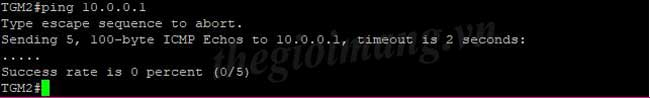 TGM2#ping 10.0.0.1
Type escape sequence to abort.
Sending 5, 100-byte ICMP Echos to 10.0.0.1, timeout is 2 seconds:
.....
Success rate is 0 percent (0/5)
TGM2#
thegioimang.vn